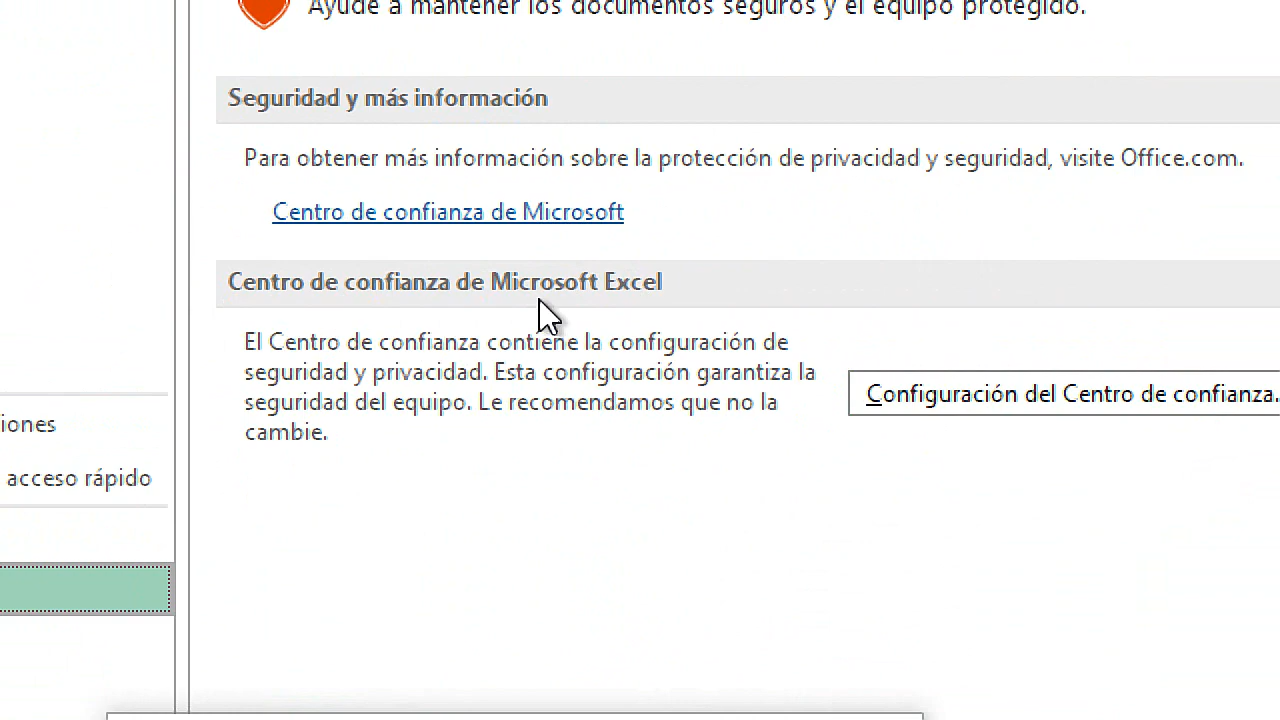 Ayude a mantener los documentos seguros y el equipo protegido.
Seguridad y más información
Para obtener más información sobre la protección de privacidad y seguridad, visite Office.com.
Centro de confianza de Microsoft
Centro de confianza de Microsoft Excel
El Centro de confianza contiene la configuración de
seguridad y privacidad. Esta configuración garantiza la
seguridad del equipo. Le recomendamos que no la
cambie.
Configuración del Centro de confianza.
iones
acceso rápido